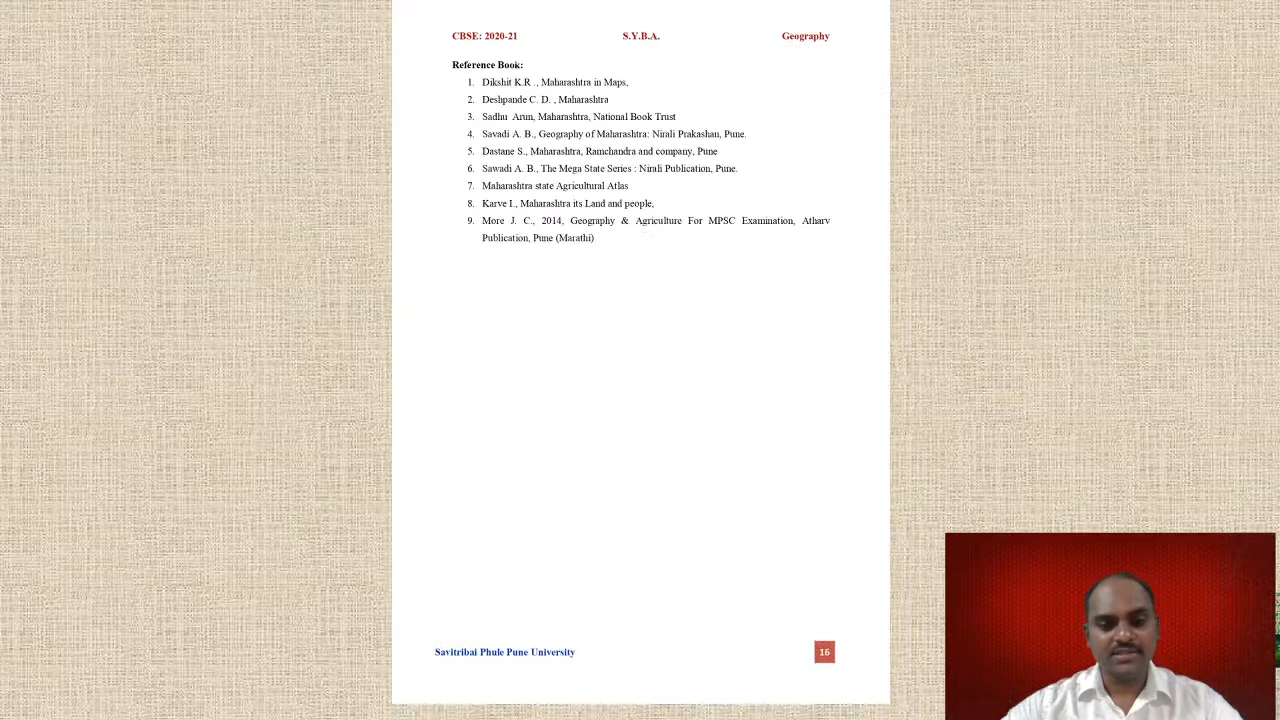 CBSE: 2020-21 S.Y.B.A. Geography
Reference Book:
1. Dikshit K.R ., Maharashtra in Maps,
2. Deshpande C. D. , Maharashtra
3. Sadhu Arun, Maharashtra, National Book Trust
4. Savadi A. B., Geography of Maharashtra: Nirali Prakashan, Pune.
5. Dastane S., Maharashtra, Ramchandra and company, Pune
6. Sawadi A. B., The Mega State Series : Nirali Publication, Pune.
7. Maharashtra state Agricultural Atlas
8. Karve I., Maharashtra its Land and people,
9. More J. C., 2014, Geography & Agriculture For MPSC Examination, Atharv
Publication, Pune (Marathi)
Savitribai Phule Pune University 16